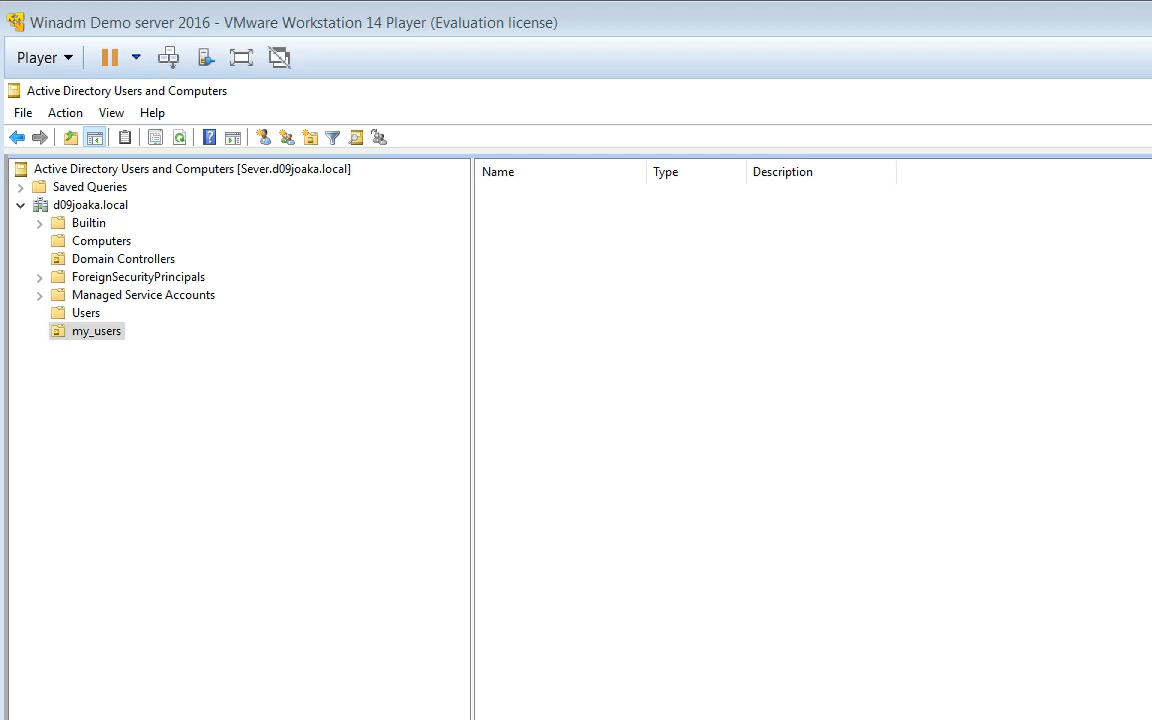 Winadm Demo server 2016 - VMware Workstation 14 Player (Evaluation license)
Player
Active Directory Users and Computers
File Action View Help
Active Directory Users and Computers [Sever.d09joaka.local]
Saved Queries
d09joaka.local
Builtin
Computers
Domain Controllers
ForeignSecurityPrincipals
Managed Service Accounts
Users
my_users
Name Type Description